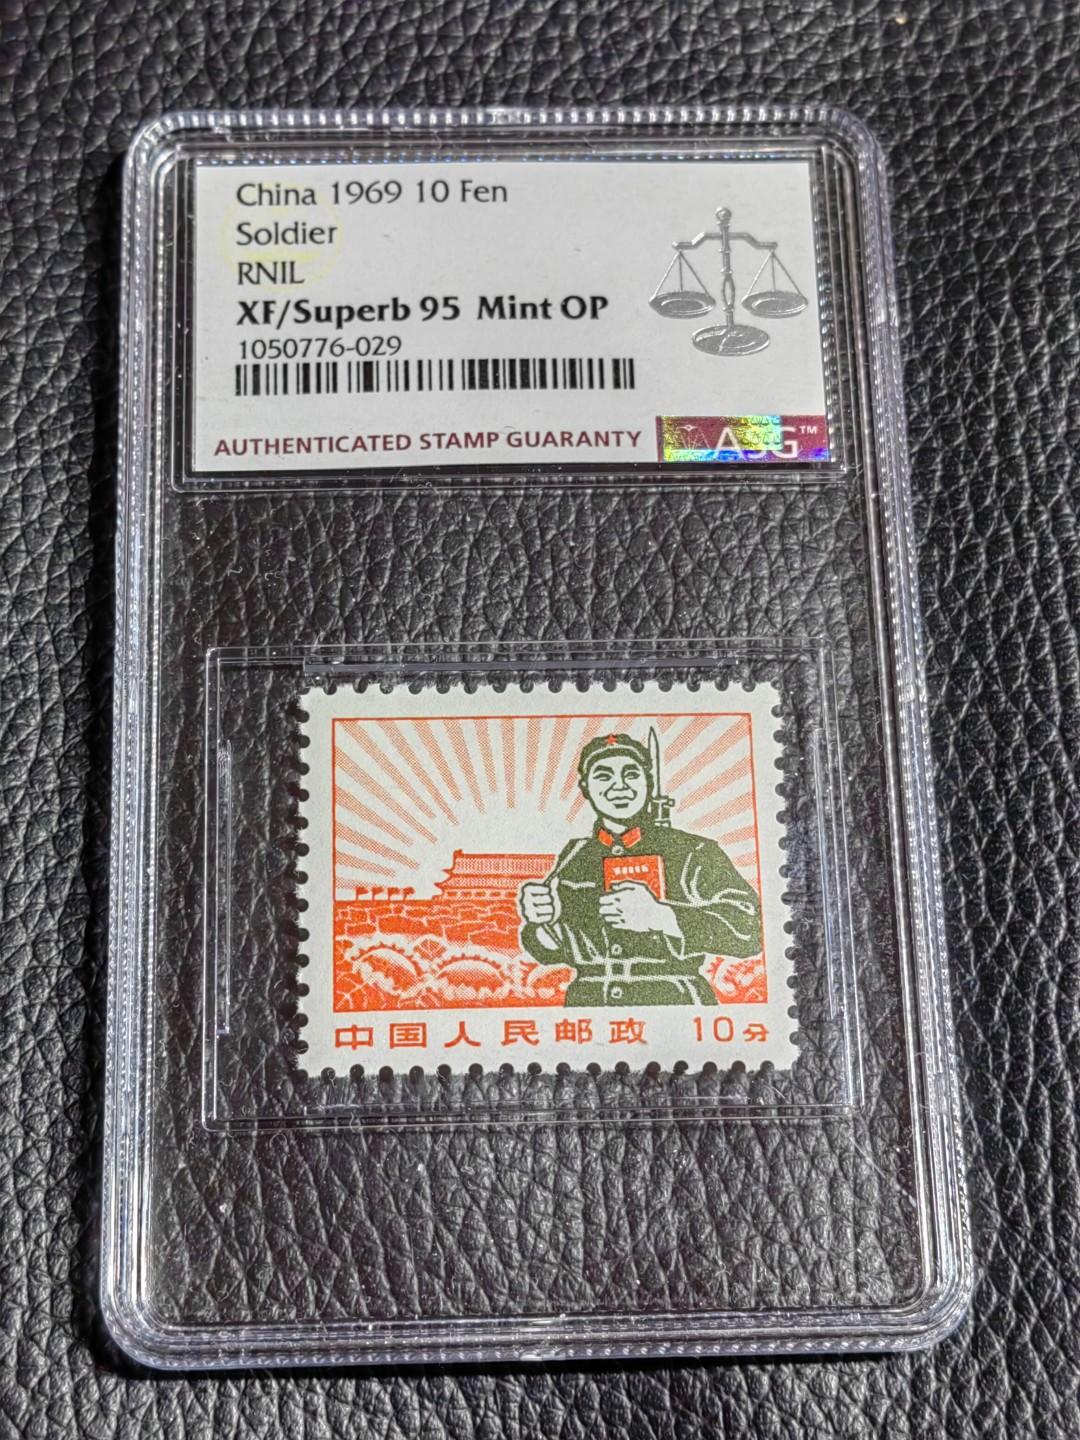 China 1969 10 Fen
Soldier
RNIL
XF/Superb 95 Mint OP
1050776-029
AUTHENTICATED STAMP GUARANTY
ASG™
中国人民邮政 10分